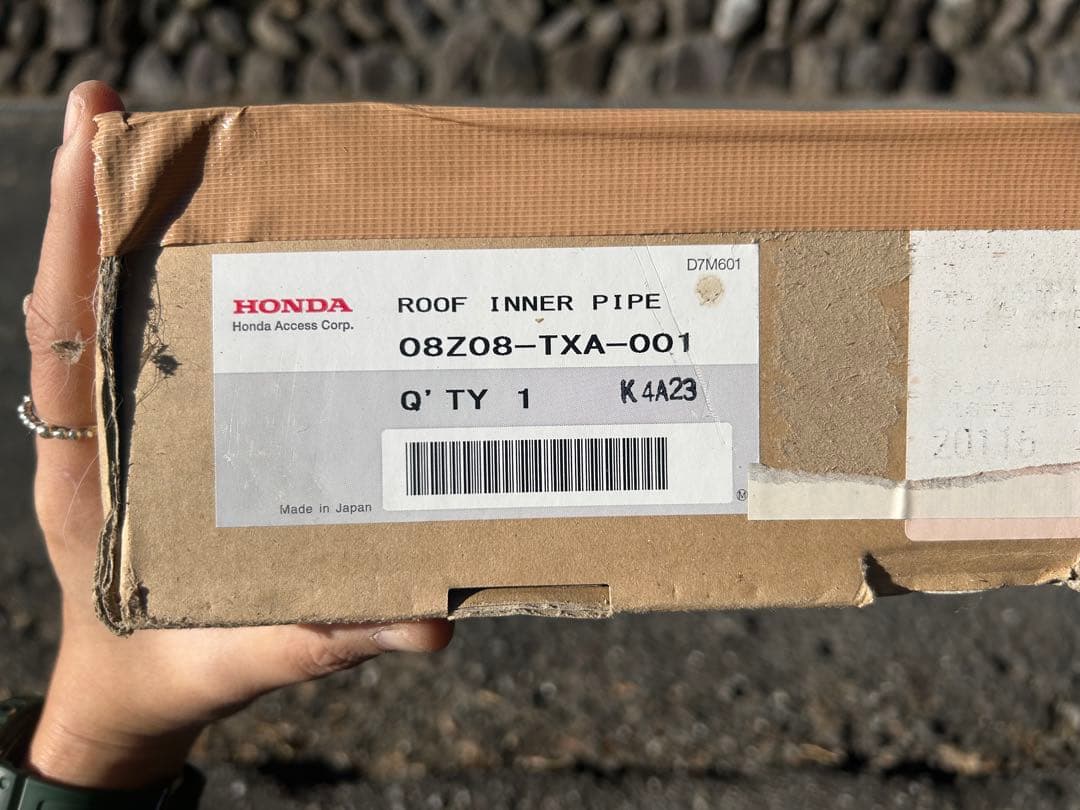 D7M601
HONDA
Honda Access Corp.
ROOF INNER PIPE
08Z08-TXA-001
Q'TY 1
K4A23
Made in Japan
M